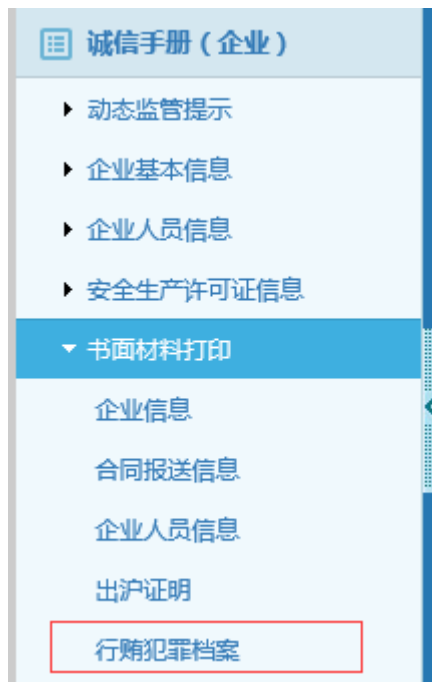 诚信手册（企业）
动态监管提示
企业基本信息
企业人员信息
安全生产许可证信息
书面材料打印
企业信息
合同报送信息
企业人员信息
出沪证明
行贿犯罪档案